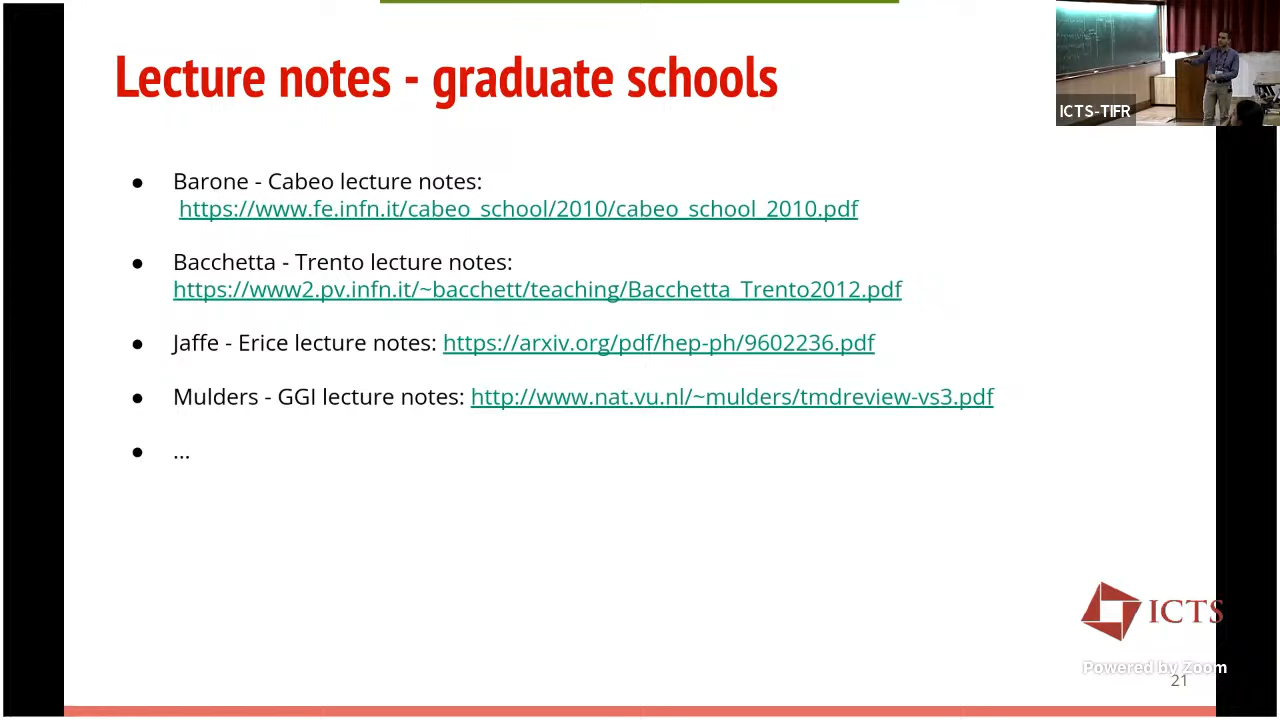 Lecture notes - graduate schools
ICTS-TIFR
● Barone - Cabeo lecture notes:
https://www.fe.infn.it/cabeo_school/2010/cabeo_school_2010.pdf
● Bacchetta - Trento lecture notes:
https://www2.pv.infn.it/~bacchett/teaching/Bacchetta_Trento2012.pdf
● Jaffe - Erice lecture notes: https://arxiv.org/pdf/hep-ph/9602236.pdf
● Mulders - GGI lecture notes: http://www.nat.vu.nl/~mulders/tmdreview-vs3.pdf
● ...
ICTS
Powered by Zoom
21